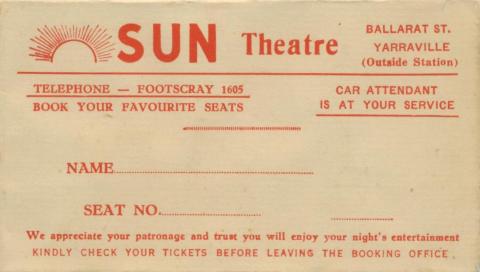 SUN Theatre
BALLARAT ST.
YARRAVILLE
(Outside Station)
TELEPHONE — FOOTSCRAY 1605
BOOK YOUR FAVOURITE SEATS
CAR ATTENDANT
IS AT YOUR SERVICE
NAME
SEAT NO.
We appreciate your patronage and trust you will enjoy your night's entertainment
KINDLY CHECK YOUR TICKETS BEFORE LEAVING THE BOOKING OFFICE